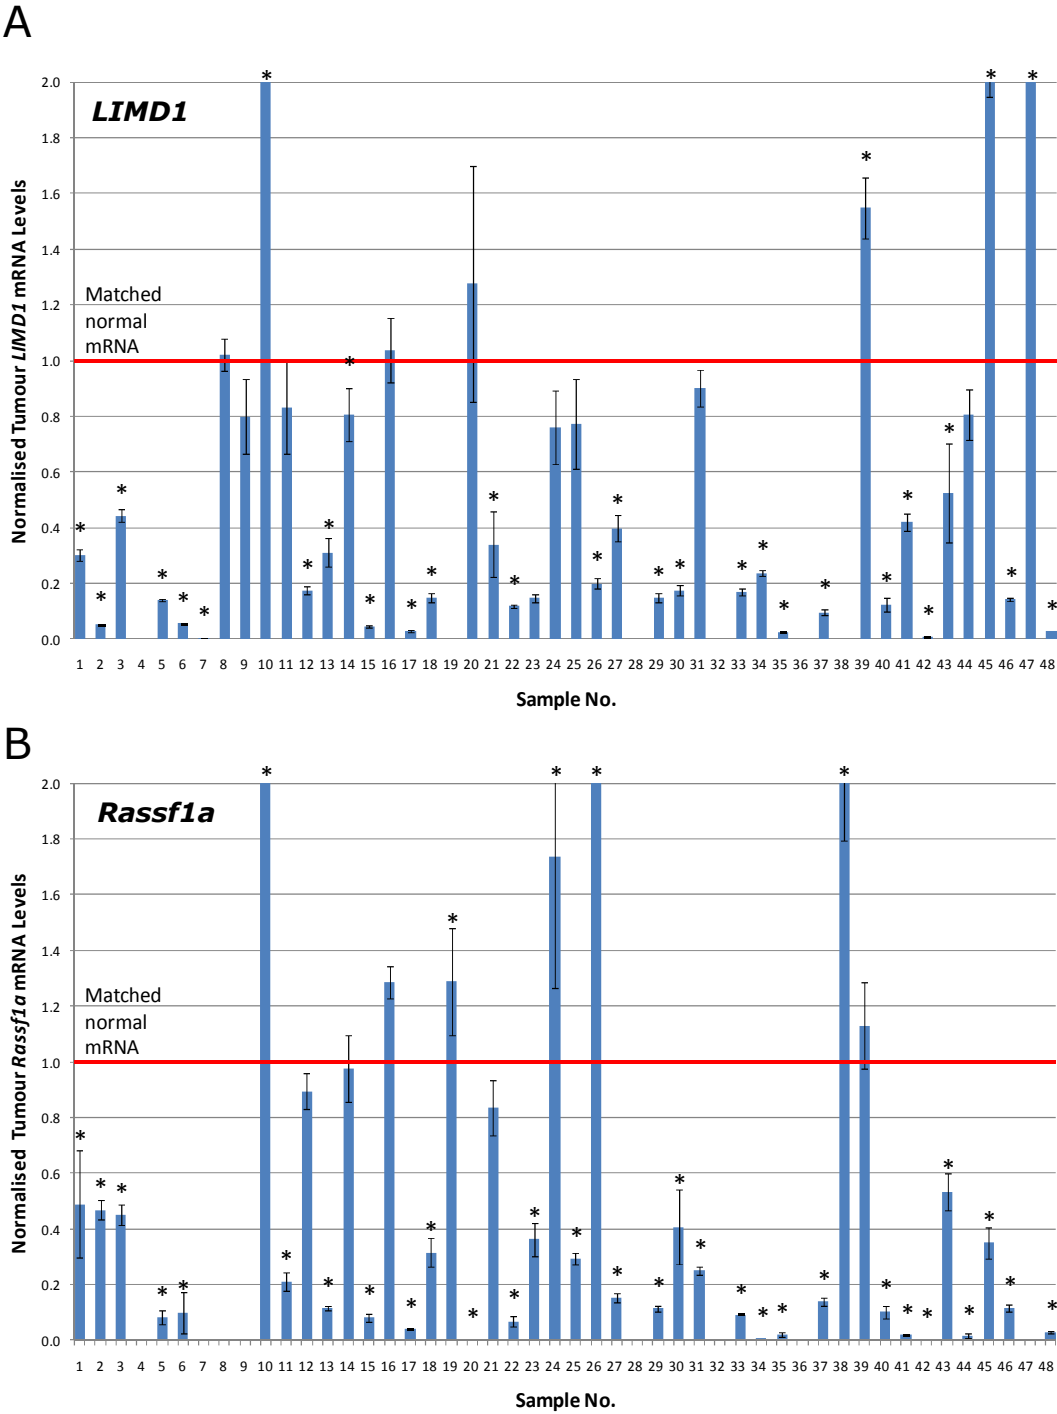 A
LIMD1
Normalised Tumour LIMD1 mRNA Levels
2.0
1.8
1.6
1.4
1.2
1.0
0.8
0.6
0.4
0.2
0.0
Matched
normal
mRNA
* * * * * * * * * * * * * * * * * * * * * * * * * * * * * * *
1 2 3 4 5 6 7 8 9 10 11 12 13 14 15 16 17 18 19 20 21 22 23 24 25 26 27 28 29 30 31 32 33 34 35 36 37 38 39 40 41 42 43 44 45 46 47 48
Sample No.
B
Rassf1a
Normalised Tumour Rassf1a mRNA Levels
2.0
1.8
1.6
1.4
1.2
1.0
0.8
0.6
0.4
0.2
0.0
Matched
normal
mRNA
* * * * * * * * * * * * * * * * * * * * * * * * * * * * * * * * * *
1 2 3 4 5 6 7 8 9 10 11 12 13 14 15 16 17 18 19 20 21 22 23 24 25 26 27 28 29 30 31 32 33 34 35 36 37 38 39 40 41 42 43 44 45 46 47 48
Sample No.